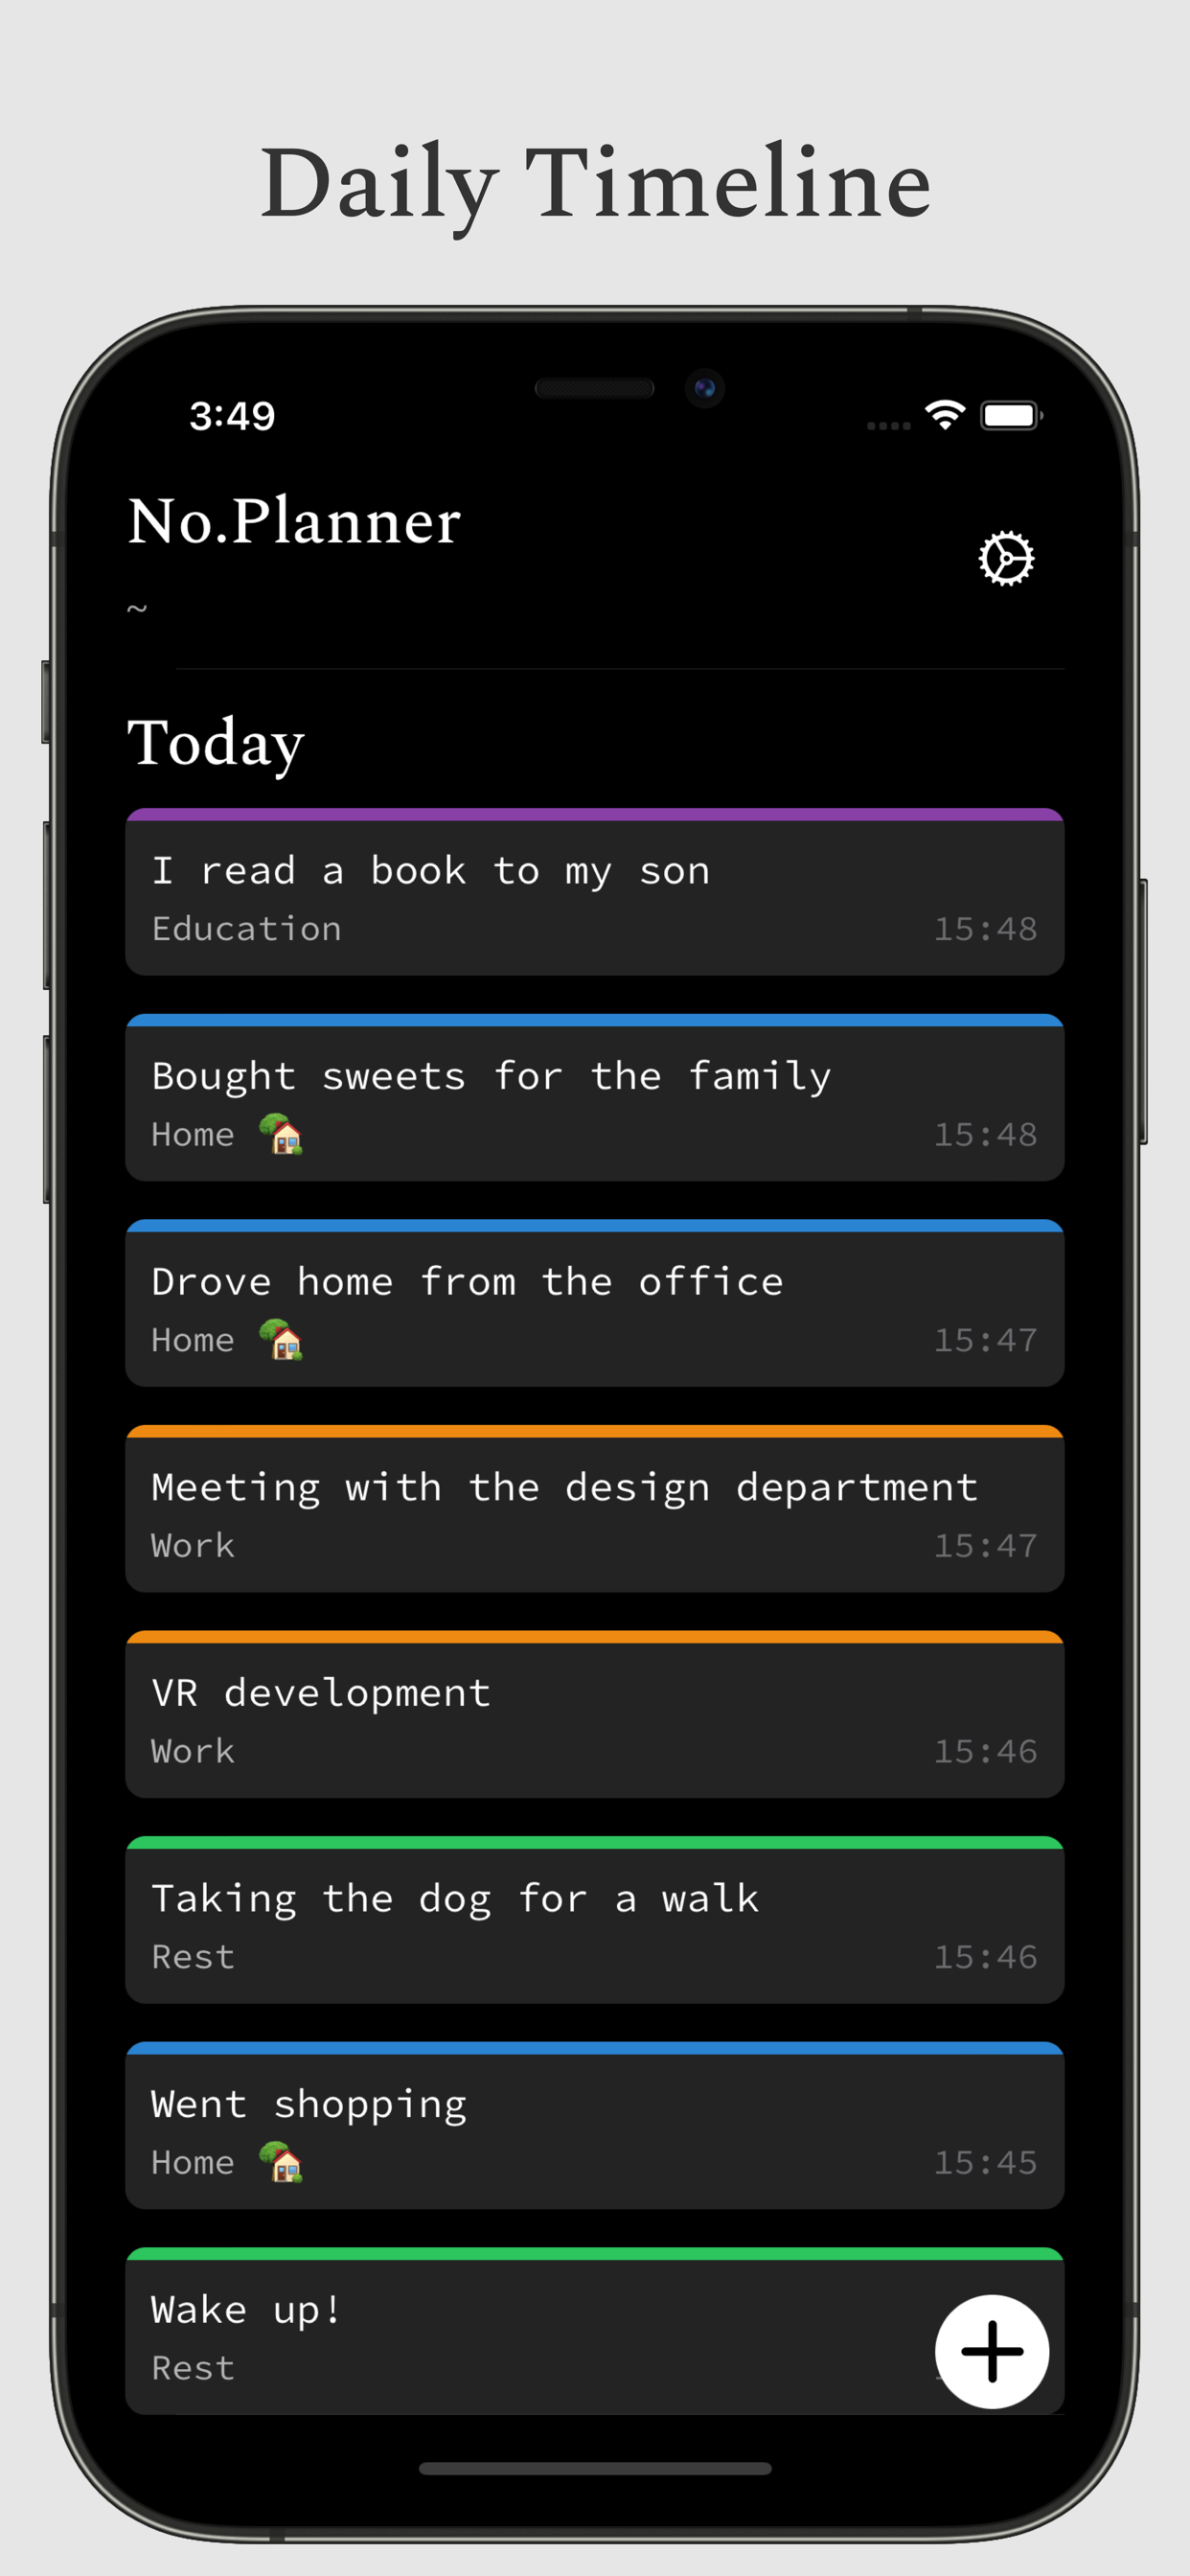 Daily Timeline
3:49
No.Planner
~
Today
I read a book to my son
Education 15:48
Bought sweets for the family
Home 🏡 15:48
Drove home from the office
Home 🏡 15:47
Meeting with the design department
Work 15:47
VR development
Work 15:46
Taking the dog for a walk
Rest 15:46
Went shopping
Home 🏡 15:45
Wake up!
Rest